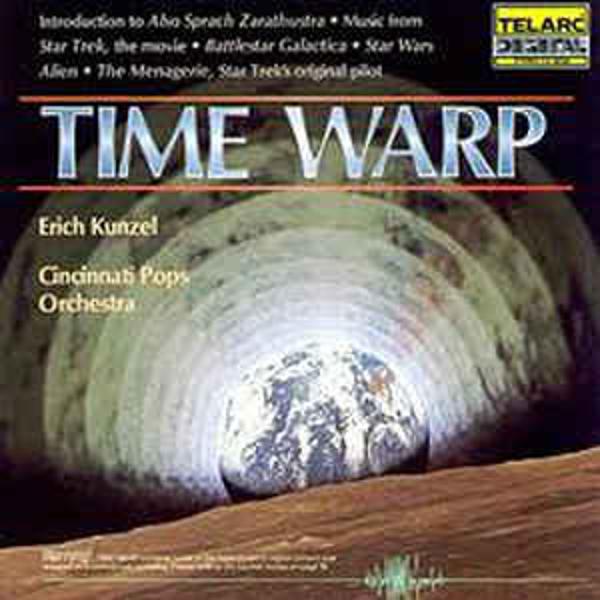 Introduction to Also Sprach Zarathustra • Music from
Star Trek, the movie • Battlestar Galactica • Star Wars
Alien • The Menagerie, Star Trek's original pilot
TELARC
DIGITAL
TIME WARP
Erich Kunzel
Cincinnati Pops
Orchestra